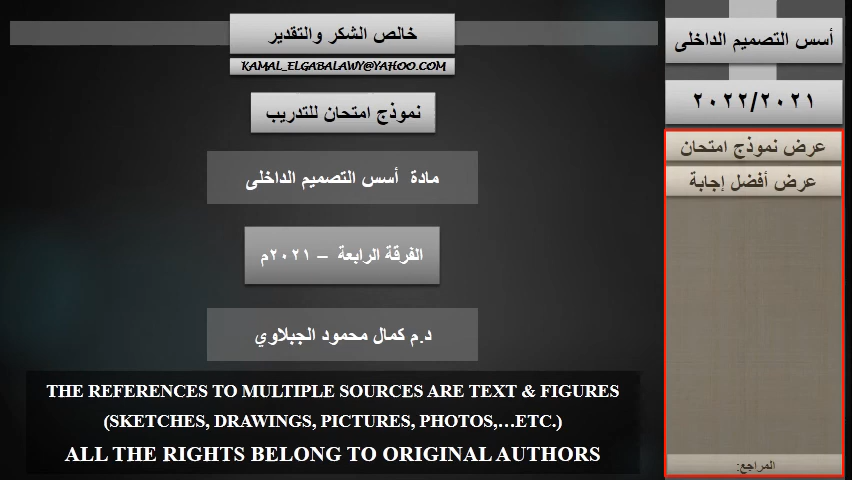 خالص الشكر والتقدير
KAMAL_ELGABALAWY@YAHOO.COM
نموذج امتحان للتدريب
مادة أسس التصميم الداخلى
الفرقة الرابعة – ٢٠٢١م
د.م كمال محمود الجبلاوي
THE REFERENCES TO MULTIPLE SOURCES ARE TEXT & FIGURES
(SKETCHES, DRAWINGS, PICTURES, PHOTOS,...ETC.)
ALL THE RIGHTS BELONG TO ORIGINAL AUTHORS
أسس التصميم الداخلى
٢٠٢٢/٢٠٢١
عرض نموذج امتحان
عرض أفضل إجابة
المراجع: